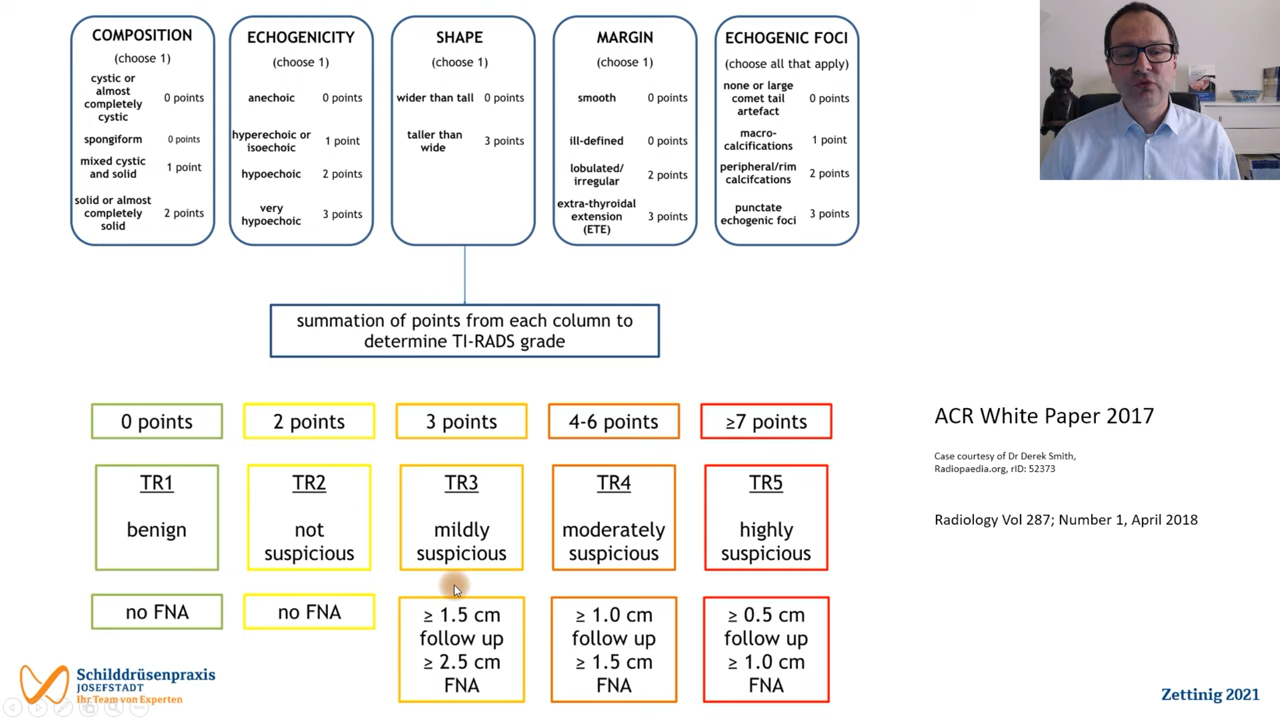 COMPOSITION
(choose 1)
cystic or
almost
completely
cystic
0 points
spongiform
0 points
mixed cystic
and solid
1 point
solid or almost
completely
solid
2 points
ECHOGENICITY
(choose 1)
anechoic
0 points
hyperechoic or
isoechoic
1 point
hypoechoic
2 points
very
hypoechoic
3 points
SHAPE
(choose 1)
wider than tall
0 points
taller than
wide
3 points
MARGIN
(choose 1)
smooth
0 points
ill-defined
0 points
lobulated/
irregular
2 points
extra-thyroidal
extension
(ETE)
3 points
ECHOGENIC FOCI
(choose all that apply)
none or large
comet tail
artefact
0 points
macro-
calcifications
1 point
peripheral/rim
calcifcations
2 points
punctate
echogenic foci
3 points
summation of points from each column to
determine TI-RADS grade
0 points
2 points
3 points
4-6 points
≥7 points
TR1
benign
TR2
not
suspicious
TR3
mildly
suspicious
TR4
moderately
suspicious
TR5
highly
suspicious
no FNA
no FNA
≥ 1.5 cm
follow up
≥ 2.5 cm
FNA
≥ 1.0 cm
follow up
≥ 1.5 cm
FNA
≥ 0.5 cm
follow up
≥ 1.0 cm
FNA
ACR White Paper 2017
Case courtesy of Dr Derek Smith,
Radiopaedia.org, rID: 52373
Radiology Vol 287; Number 1, April 2018
Schilddrüsenpraxis
JOSEFSTADT
Ihr Team von Experten
Zettinig 2021